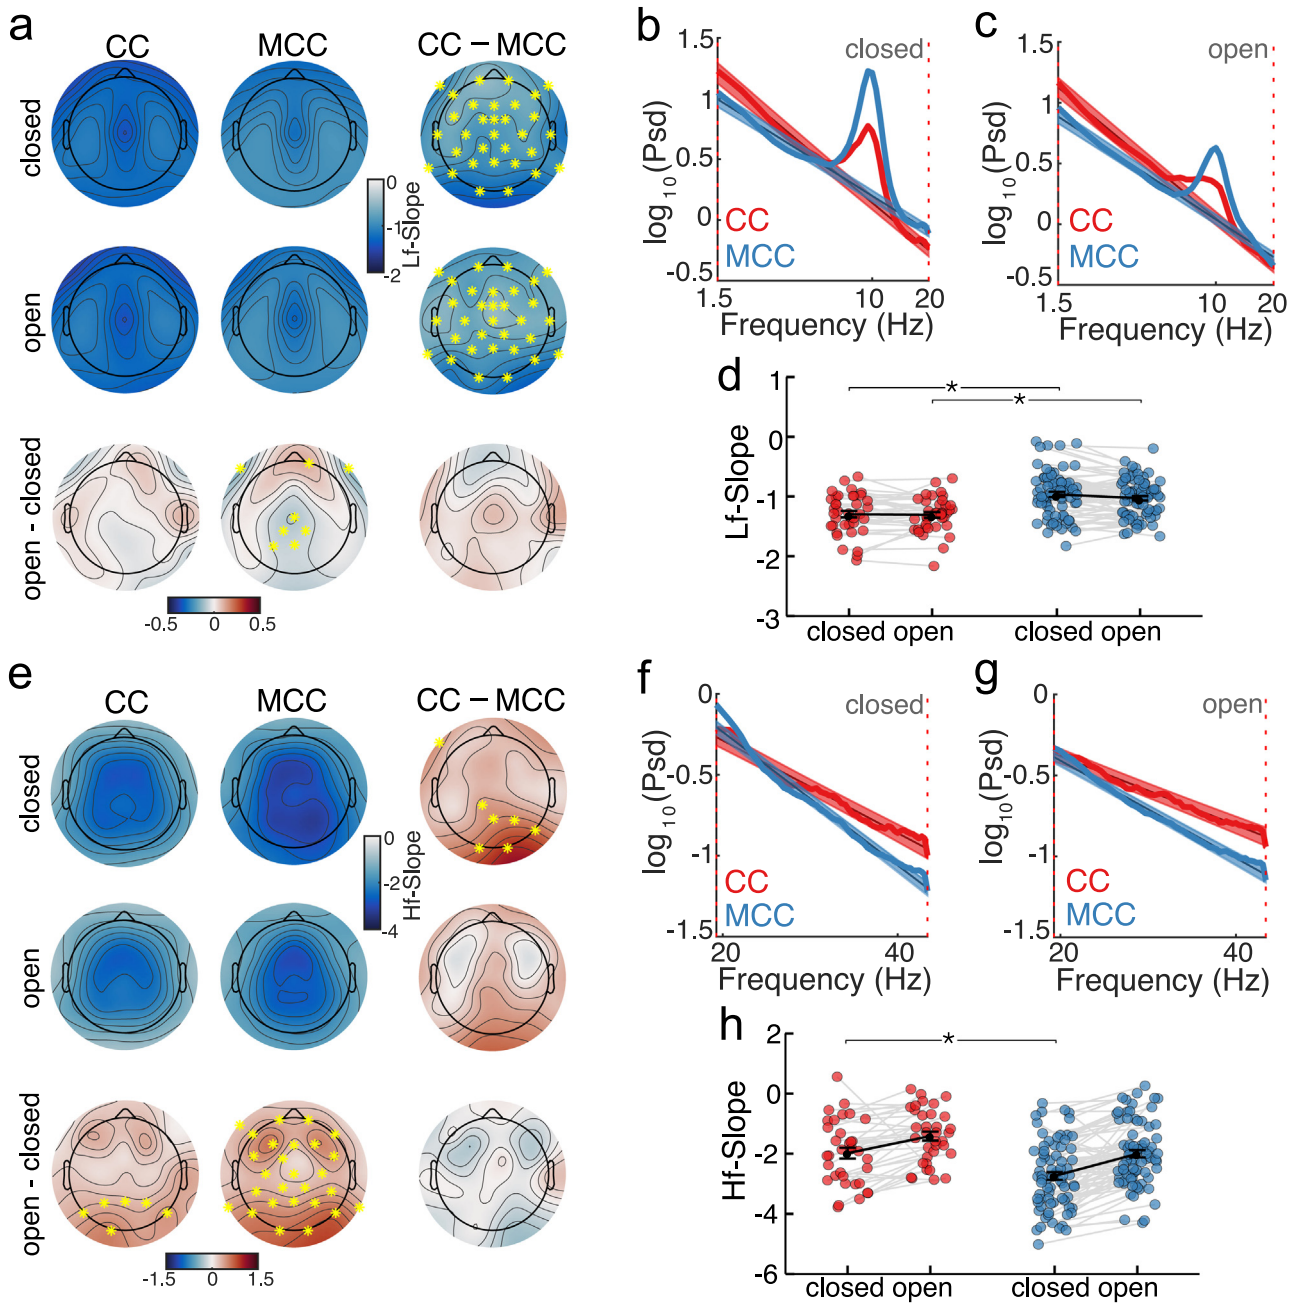 a
CC
MCC
CC – MCC
closed
open
open - closed
0
-1
-2
Lf-Slope
-0.5
0
0.5
b
closed
1.5
1
0.5
0
-0.5
log10(Psd)
CC
MCC
1.5
10
20
Frequency (Hz)
c
open
1.5
1
0.5
0
-0.5
log10(Psd)
CC
MCC
1.5
10
20
Frequency (Hz)
d
1
0
-1
-2
-3
Lf-Slope
*
*
closed open
closed open
e
CC
MCC
CC – MCC
closed
open
open - closed
0
-2
-4
Hf-Slope
-1.5
0
1.5
f
closed
0
-0.5
-1
-1.5
log10(Psd)
CC
MCC
20
40
Frequency (Hz)
g
open
0
-0.5
-1
-1.5
log10(Psd)
CC
MCC
20
40
Frequency (Hz)
h
2
0
-2
-4
-6
Hf-Slope
*
closed open
closed open